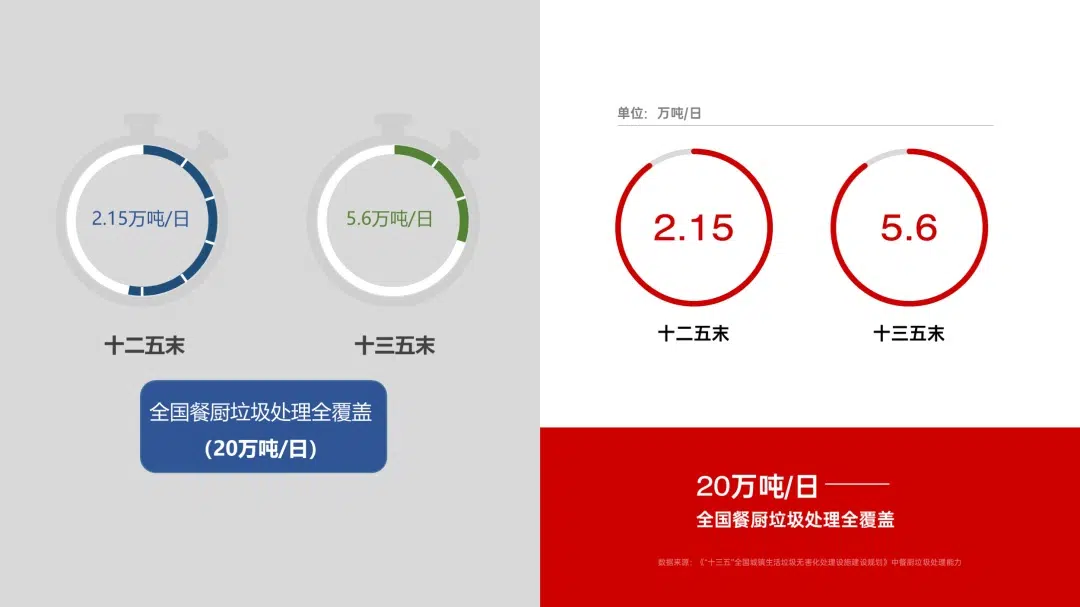 2.15万吨/日
5.6万吨/日
十二五末
十三五末
全国餐厨垃圾处理全覆盖
（20万吨/日）
单位：万吨/日
2.15
5.6
十二五末
十三五末
20万吨/日
全国餐厨垃圾处理全覆盖
数据来源：《“十三五”全国城镇生活垃圾无害化处理设施建设规划》中餐厨垃圾处理能力